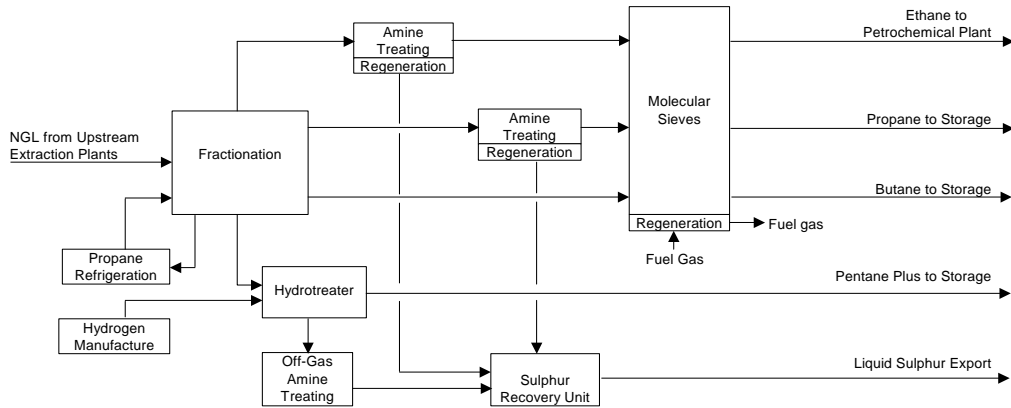 Ethane to
Petrochemical Plant
Amine
Treating
Regeneration
Molecular
Sieves
Amine
Treating
Regeneration
Propane to Storage
NGL from Upstream
Extraction Plants
Fractionation
Butane to Storage
Regeneration
Fuel gas
Fuel Gas
Propane
Refrigeration
Hydrotreater
Pentane Plus to Storage
Hydrogen
Manufacture
Off-Gas
Amine
Treating
Sulphur
Recovery Unit
Liquid Sulphur Export